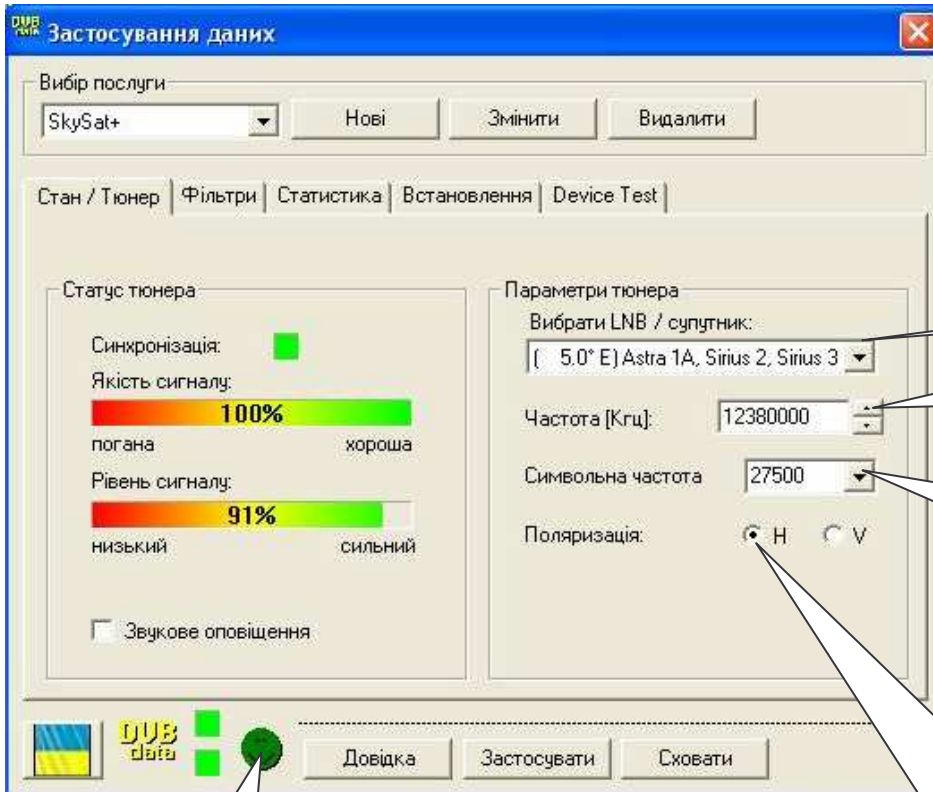 DVB data Застосування даних
Вибір послуги
SkySat+ Нові Змінити Видалити
Стан / Тюнер Фільтри Статистика Встановлення Device Test
Статус тюнера
Синхронізація:
Якість сигналу:
100%
погана хороша
Рівень сигналу:
91%
низький сильний
Звукове оповіщення
Параметри тюнера
Вибрати LNB / супутник:
( 5.0° E) Astra 1A, Sirius 2, Sirius 3
Частота [Кгц]: 12380000
Символьна частота 27500
Поляризація: H V
DVB data
Довідка Застосувати Сховати